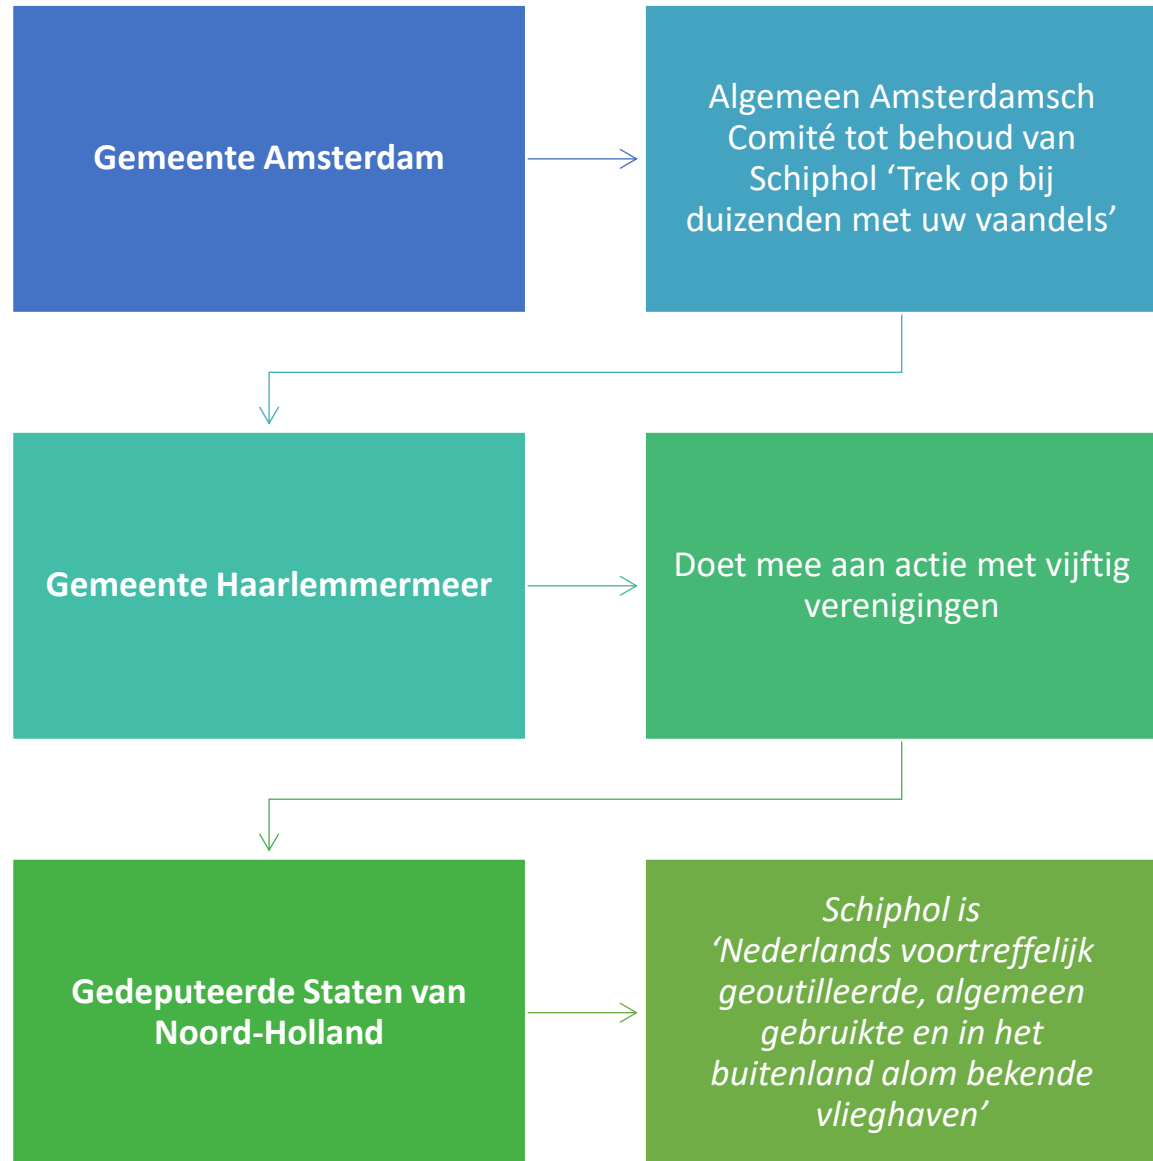 Gemeente Amsterdam
Algemeen Amsterdamsch
Comité tot behoud van
Schiphol ‘Trek op bij
duizenden met uw vaandels’
Gemeente Haarlemmermeer
Doet mee aan actie met vijftig
verenigingen
Gedeputeerde Staten van
Noord-Holland
Schiphol is
‘Nederlands voortreffelijk
geoutilleerde, algemeen
gebruikte en in het
buitenland alom bekende
vlieghaven’